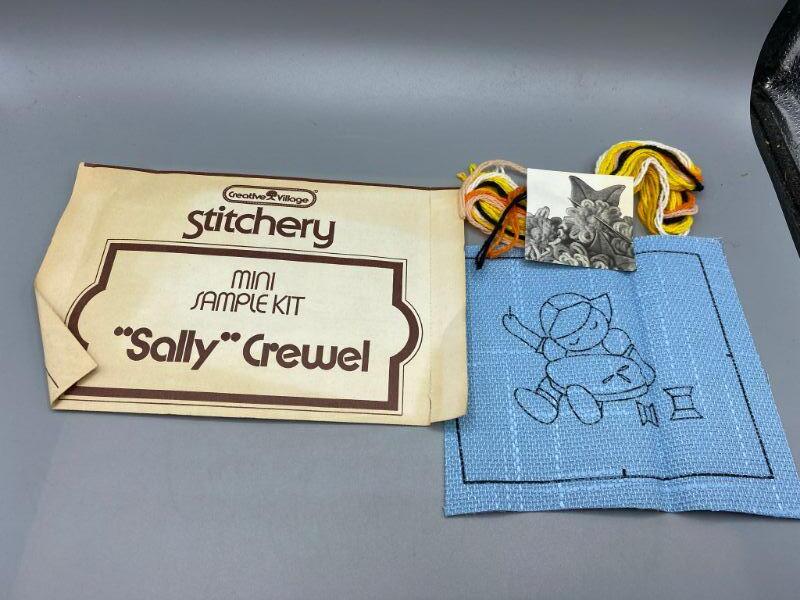 Creative Village
Stitchery
MINI
SAMPLE KIT
"Sally" Crewel